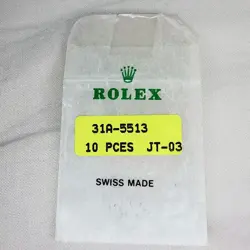 ROLEX
31A-5513
10 PCES JT-03
SWISS MADE